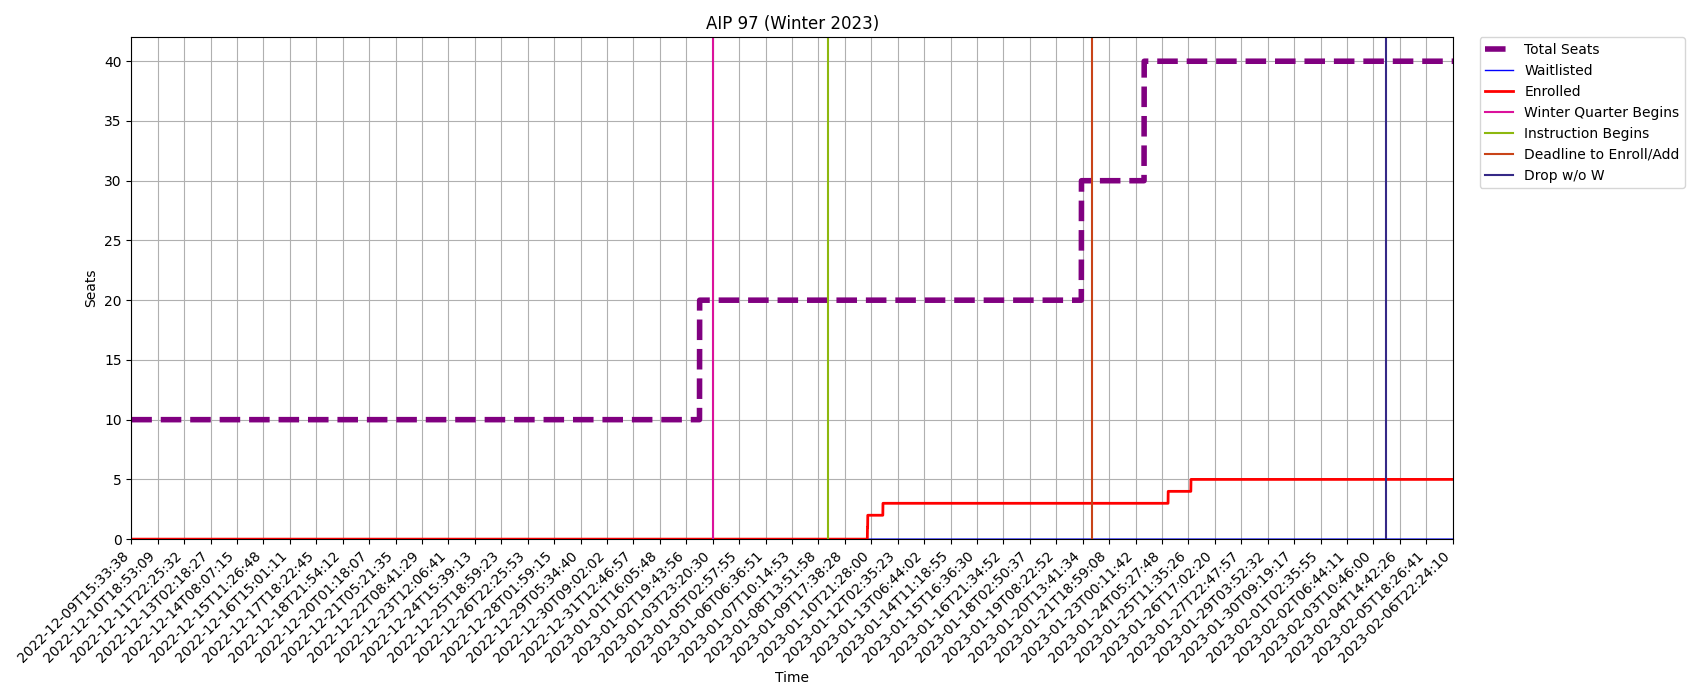 AIP 97 (Winter 2023)
40
35
30
25
20
15
10
5
0
Seats
2022-12-09T15:33:38
2022-12-10T18:53:09
2022-12-11T22:25:32
2022-12-13T02:18:27
2022-12-14T08:07:15
2022-12-15T11:26:48
2022-12-16T15:01:11
2022-12-17T18:22:45
2022-12-18T21:54:12
2022-12-20T01:18:07
2022-12-21T05:21:35
2022-12-22T08:41:29
2022-12-23T12:06:41
2022-12-24T15:39:13
2022-12-25T18:59:23
2022-12-26T22:25:53
2022-12-28T01:59:15
2022-12-29T05:34:40
2022-12-30T09:02:02
2022-12-31T12:46:57
2023-01-01T16:05:48
2023-01-02T19:43:56
2023-01-03T23:20:30
2023-01-05T02:57:55
2023-01-06T06:36:51
2023-01-07T10:14:53
2023-01-08T13:51:58
2023-01-09T17:38:28
2023-01-10T21:28:00
2023-01-12T02:35:23
2023-01-13T06:44:02
2023-01-14T11:18:55
2023-01-15T16:36:30
2023-01-16T21:34:52
2023-01-18T02:50:37
2023-01-19T08:22:52
2023-01-20T13:41:34
2023-01-21T18:59:08
2023-01-23T00:11:42
2023-01-24T05:27:48
2023-01-25T11:35:26
2023-01-26T17:02:20
2023-01-27T22:47:57
2023-01-29T03:52:32
2023-01-30T09:19:17
2023-02-01T02:35:55
2023-02-02T06:44:11
2023-02-03T10:46:00
2023-02-04T14:42:26
2023-02-05T18:26:41
2023-02-06T22:24:10
Time
Total Seats
Waitlisted
Enrolled
Winter Quarter Begins
Instruction Begins
Deadline to Enroll/Add
Drop w/o W